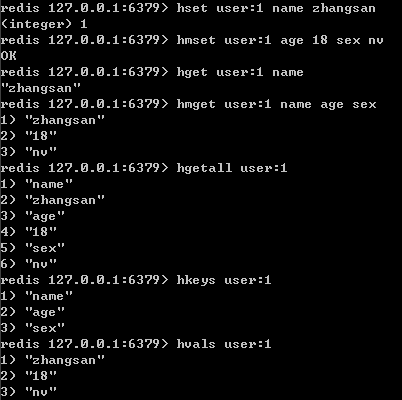 redis 127.0.0.1:6379> hset user:1 name zhangsan
(integer) 1
redis 127.0.0.1:6379> hmset user:1 age 18 sex nv
OK
redis 127.0.0.1:6379> hget user:1 name
"zhangsan"
redis 127.0.0.1:6379> hmget user:1 name age sex
1) "zhangsan"
2) "18"
3) "nv"
redis 127.0.0.1:6379> hgetall user:1
1) "name"
2) "zhangsan"
3) "age"
4) "18"
5) "sex"
6) "nv"
redis 127.0.0.1:6379> hkeys user:1
1) "name"
2) "age"
3) "sex"
redis 127.0.0.1:6379> hvals user:1
1) "zhangsan"
2) "18"
3) "nv"